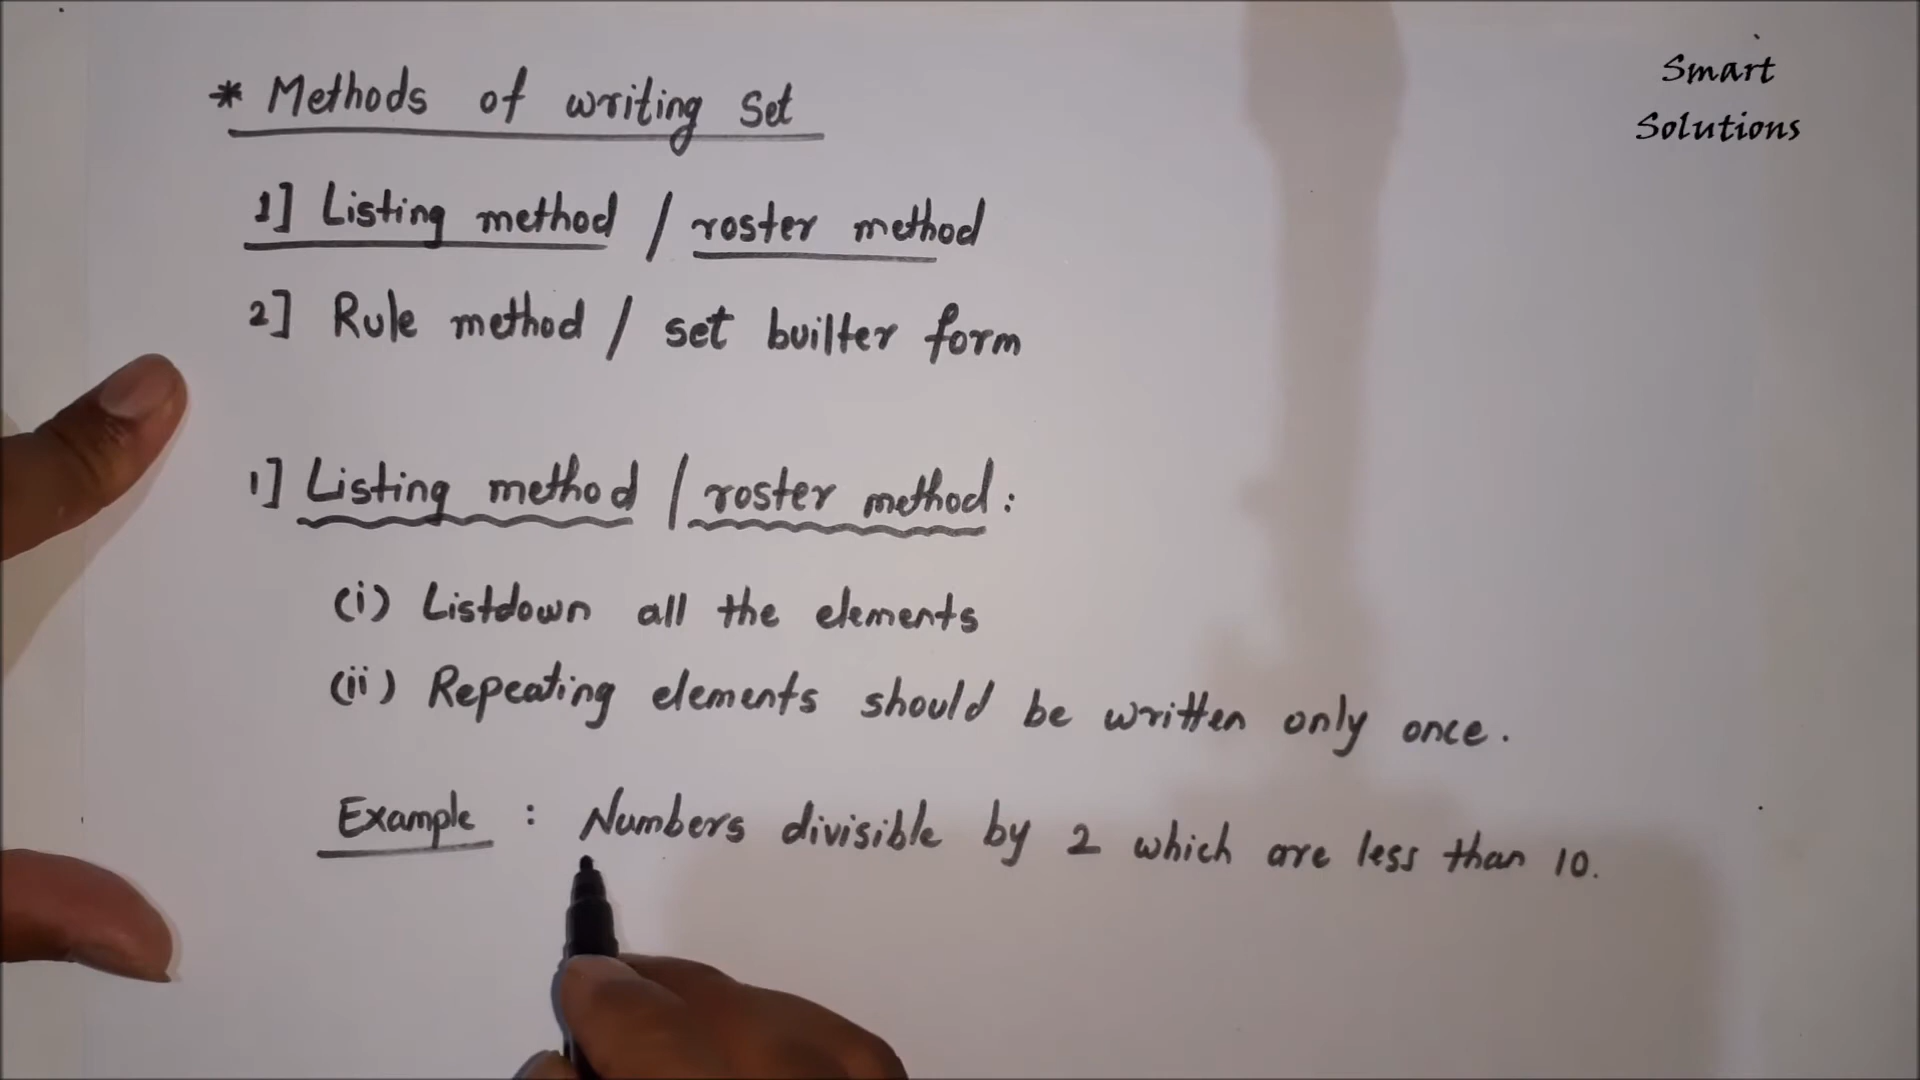 * Methods of writing Set
1] Listing method / roster method
2] Rule method / set builter form
1] Listing method / roster method :
(i) Listdown all the elements
(ii) Repeating elements should be written only once.
Example : Numbers divisible by 2 which are less than 10.
Smart
Solutions